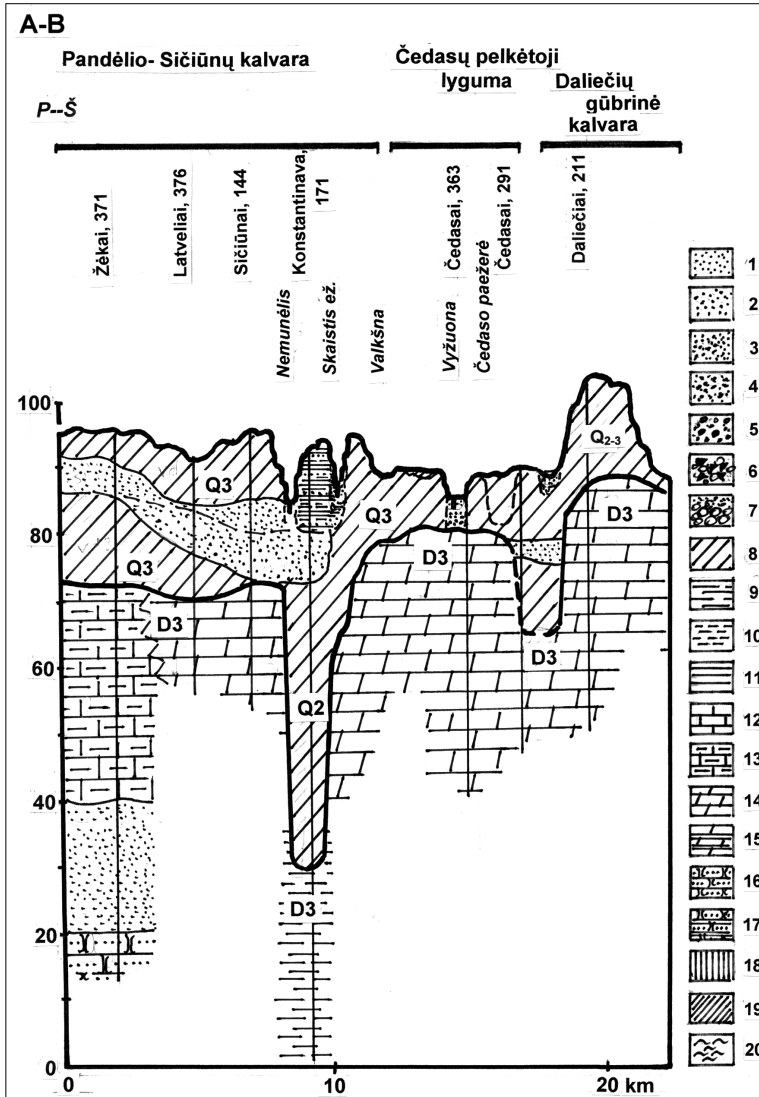 A-B
Pandėlio- Sičiūnų kalvara
Čedasų pelkėtoji
lyguma
Daliečių
gūbrinė
kalvara
P--Š
Žėkai, 371
Latveliai, 376
Sičiūnai, 144
Nemunėlis
Konstantinava,
171
Skaistis ež.
Valkšna
Vyžuona
Čedasai, 363
Čedaso paežerė
Čedasai, 291
Daliečiai, 211
100
80
60
40
20
0
Q3
Q3
Q3
Q2-3
D3
D3
D3
D3
Q2
D3
0
10
20 km
1
2
3
4
5
6
7
8
9
10
11
12
13
14
15
16
17
18
19
20